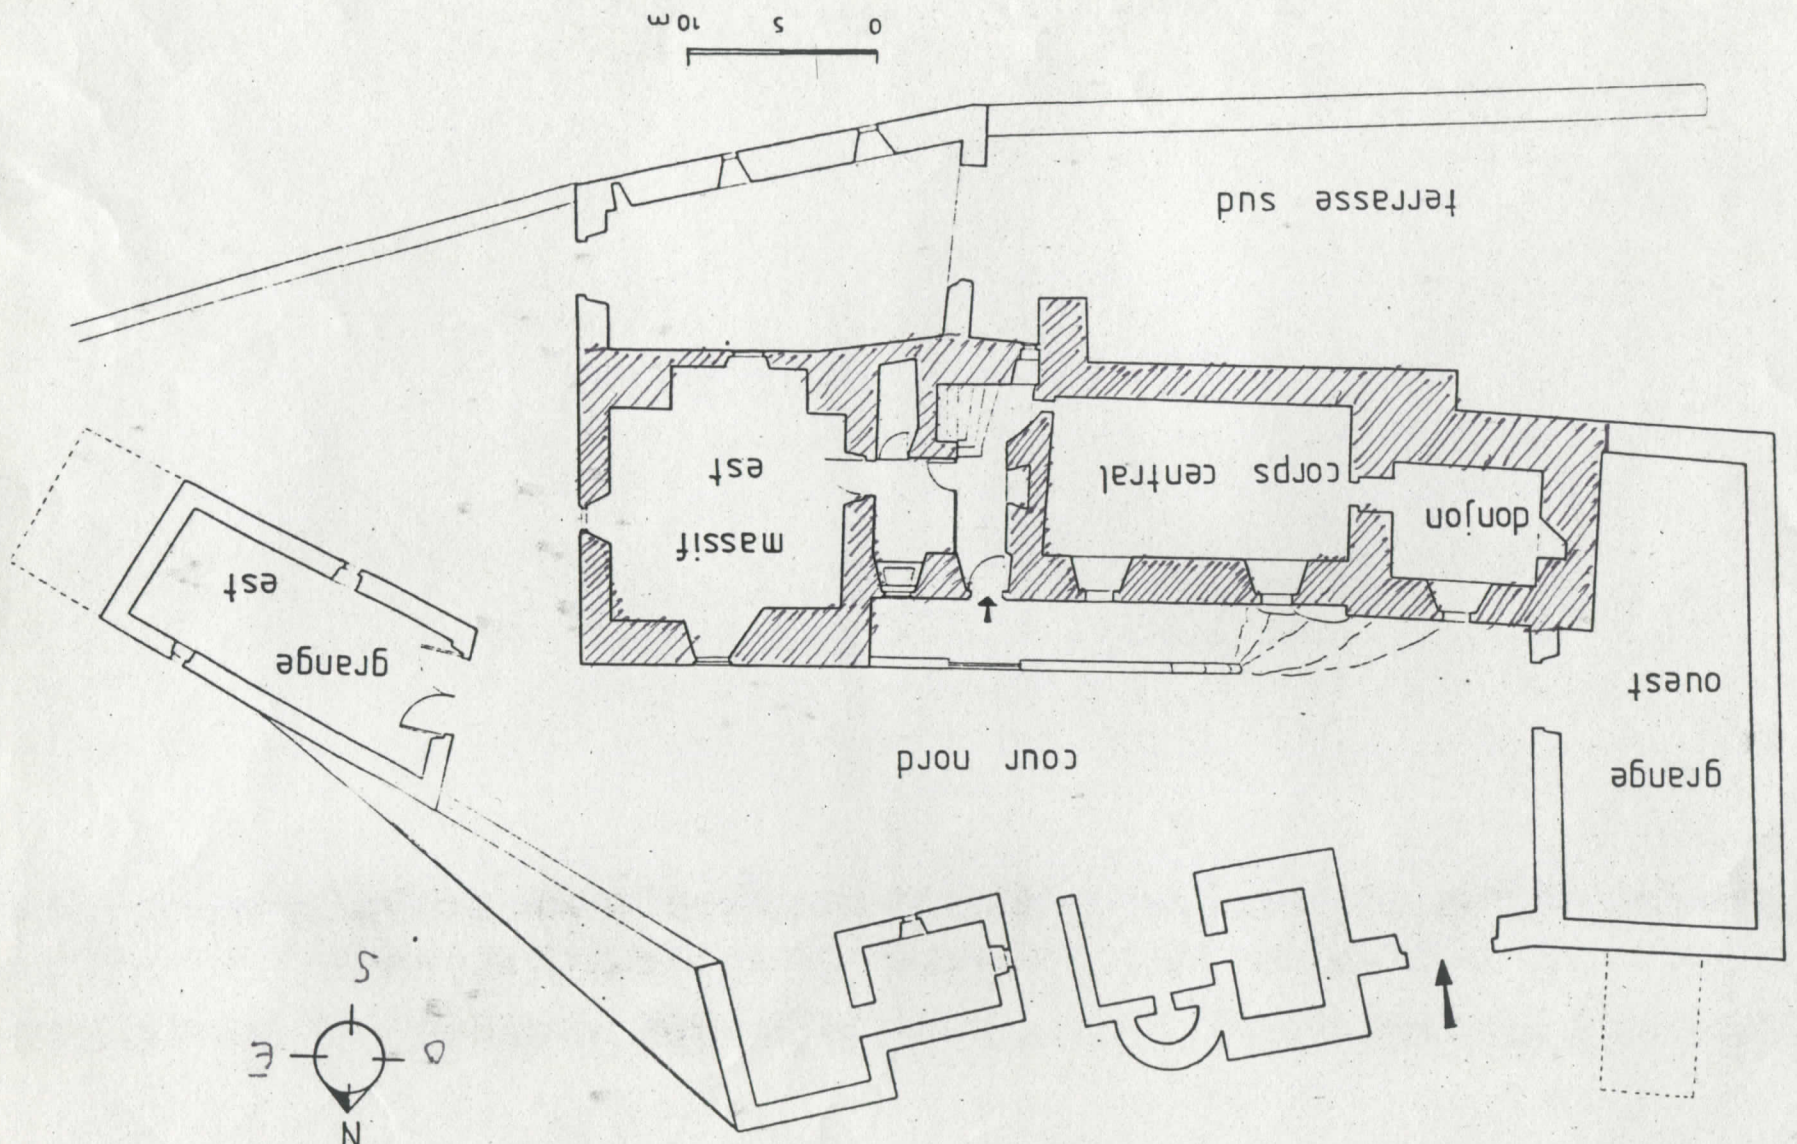 N
E O
S
grange
ouest
cour nord
grange
est
massif
est
corps central
donjon
terrasse sud
0 5 10 m